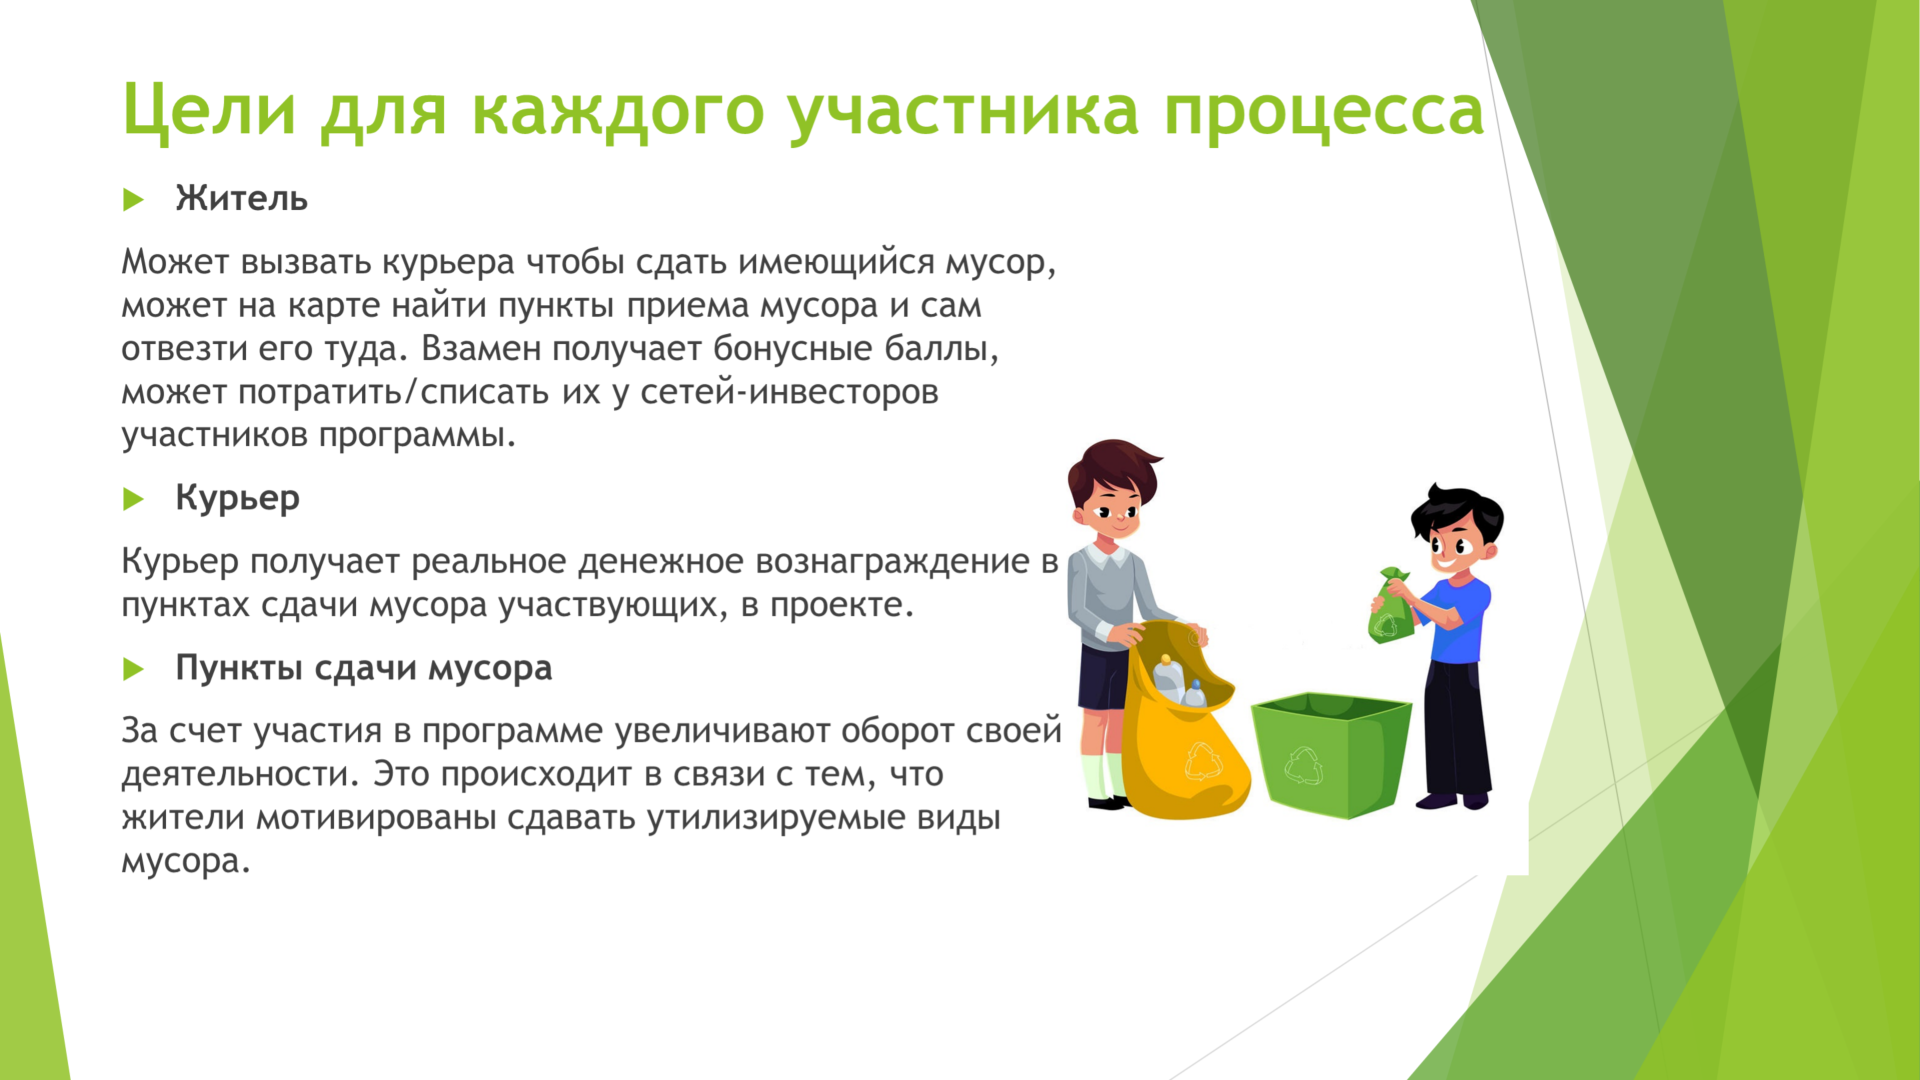 Цели для каждого участника процесса
Житель
Может вызвать курьера чтобы сдать имеющийся мусор,
может на карте найти пункты приема мусора и сам
отвезти его туда. Взамен получает бонусные баллы,
может потратить/списать их у сетей-инвесторов
участников программы.
Курьер
Курьер получает реальное денежное вознаграждение в
пунктах сдачи мусора участвующих, в проекте.
Пункты сдачи мусора
За счет участия в программе увеличивают оборот своей
деятельности. Это происходит в связи с тем, что
жители мотивированы сдавать утилизируемые виды
мусора.